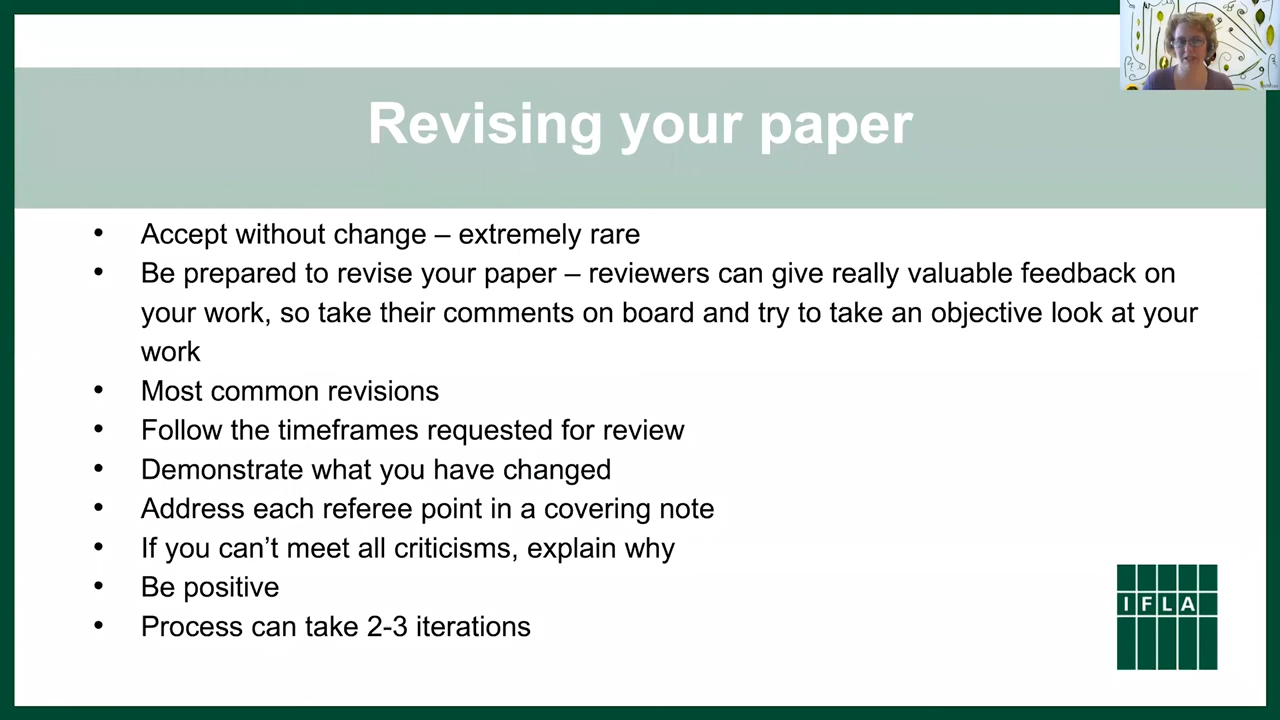 Revising your paper
• Accept without change – extremely rare
• Be prepared to revise your paper – reviewers can give really valuable feedback on
your work, so take their comments on board and try to take an objective look at your
work
• Most common revisions
• Follow the timeframes requested for review
• Demonstrate what you have changed
• Address each referee point in a covering note
• If you can’t meet all criticisms, explain why
• Be positive
• Process can take 2-3 iterations
IFLA